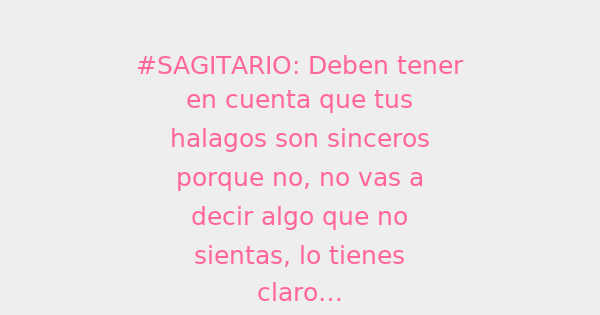 #SAGITARIO: Deben tener
en cuenta que tus
halagos son sinceros
porque no, no vas a
decir algo que no
sientas, lo tienes
claro...